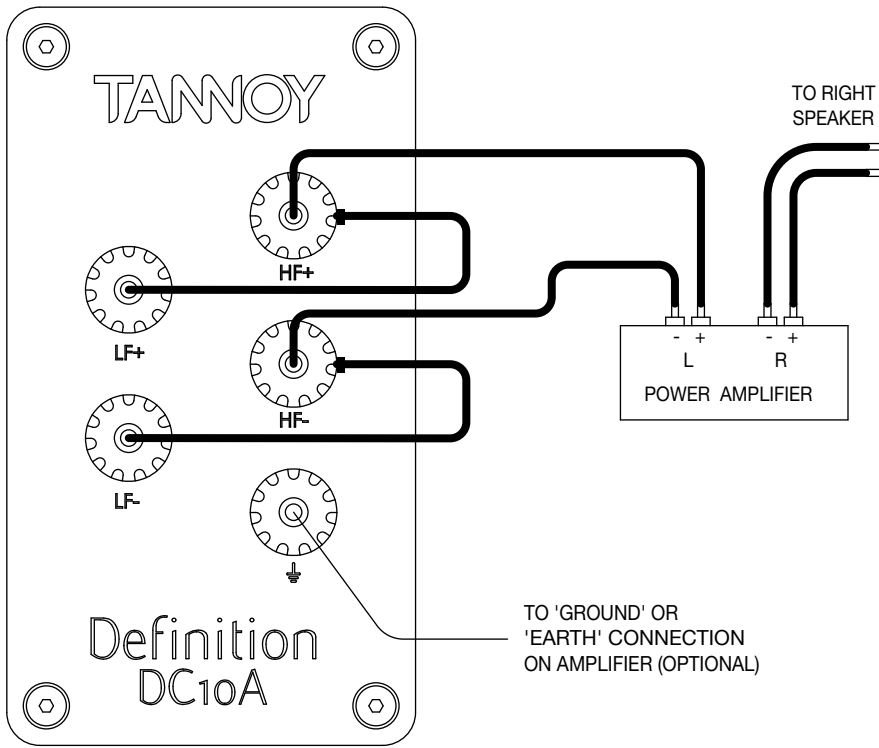 TANNOY
TO RIGHT
SPEAKER
HF+
LF+
HF-
LF-
- + - +
L R
POWER AMPLIFIER
TO 'GROUND' OR
'EARTH' CONNECTION
ON AMPLIFIER (OPTIONAL)
Definition
DC10A